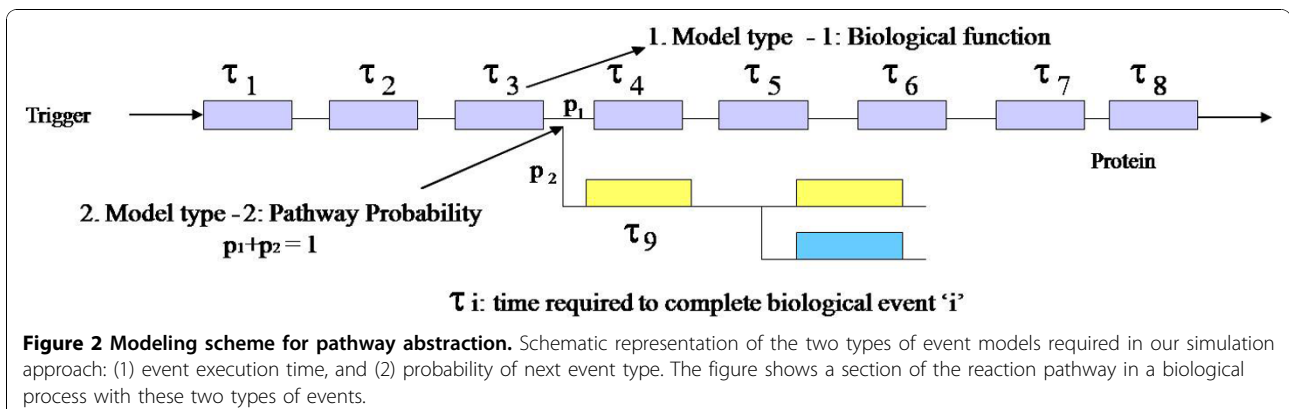 1. Model type - 1: Biological function
τ1 τ2 τ3 τ4 τ5 τ6 τ7 τ8
Trigger
p1
Protein
p2
2. Model type -2: Pathway Probability
p1+p2 = 1
τ9
τ i: time required to complete biological event ‘i’
Figure 2 Modeling scheme for pathway abstraction. Schematic representation of the two types of event models required in our simulation
approach: (1) event execution time, and (2) probability of next event type. The figure shows a section of the reaction pathway in a biological
process with these two types of events.